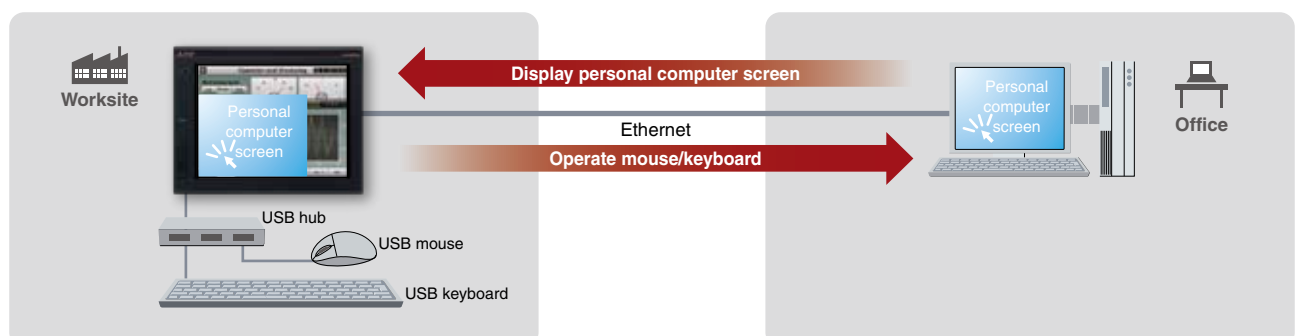 Worksite
Personal
computer
screen
Display personal computer screen
Ethernet
Operate mouse/keyboard
Personal
computer
screen
Office
USB hub
USB mouse
USB keyboard